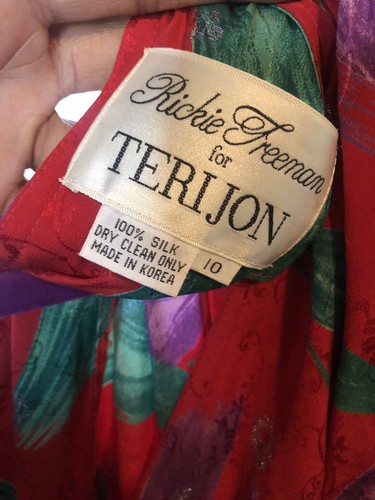 Rickie Freeman
for
TERIJON
100% SILK
DRY CLEAN ONLY
MADE IN KOREA
10